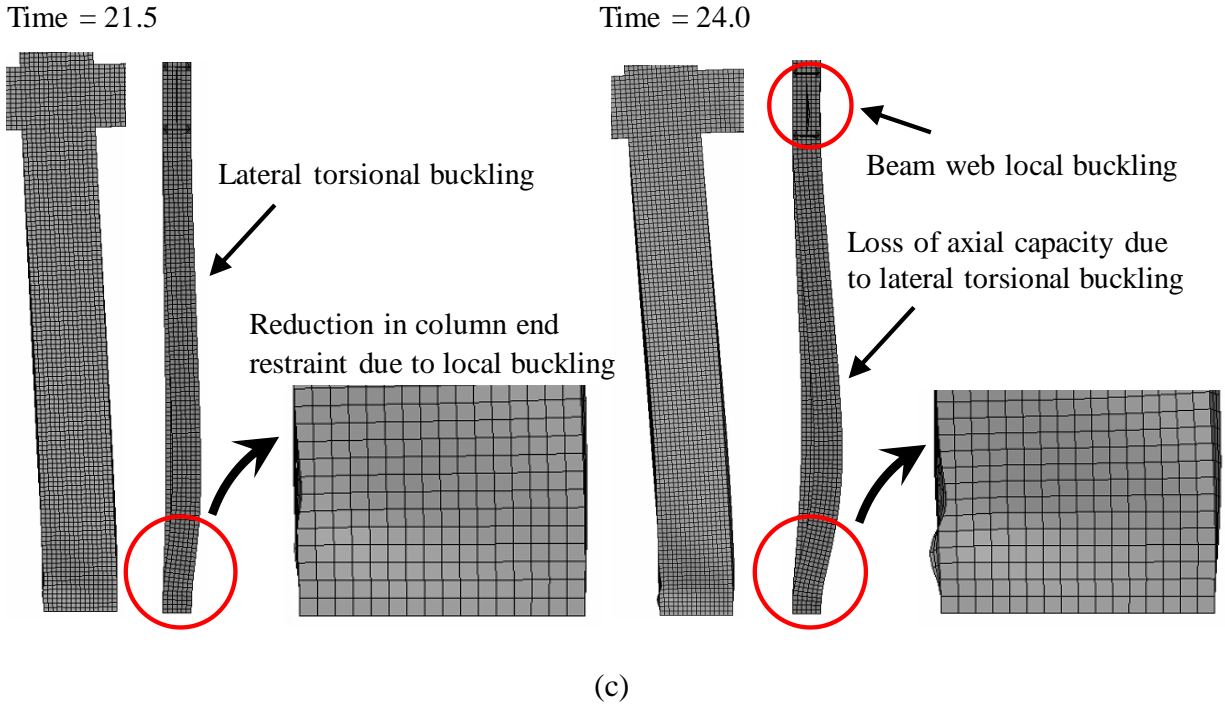 Time = 21.5
Time = 24.0
Lateral torsional buckling
Reduction in column end
restraint due to local buckling
Beam web local buckling
Loss of axial capacity due
to lateral torsional buckling
(c)